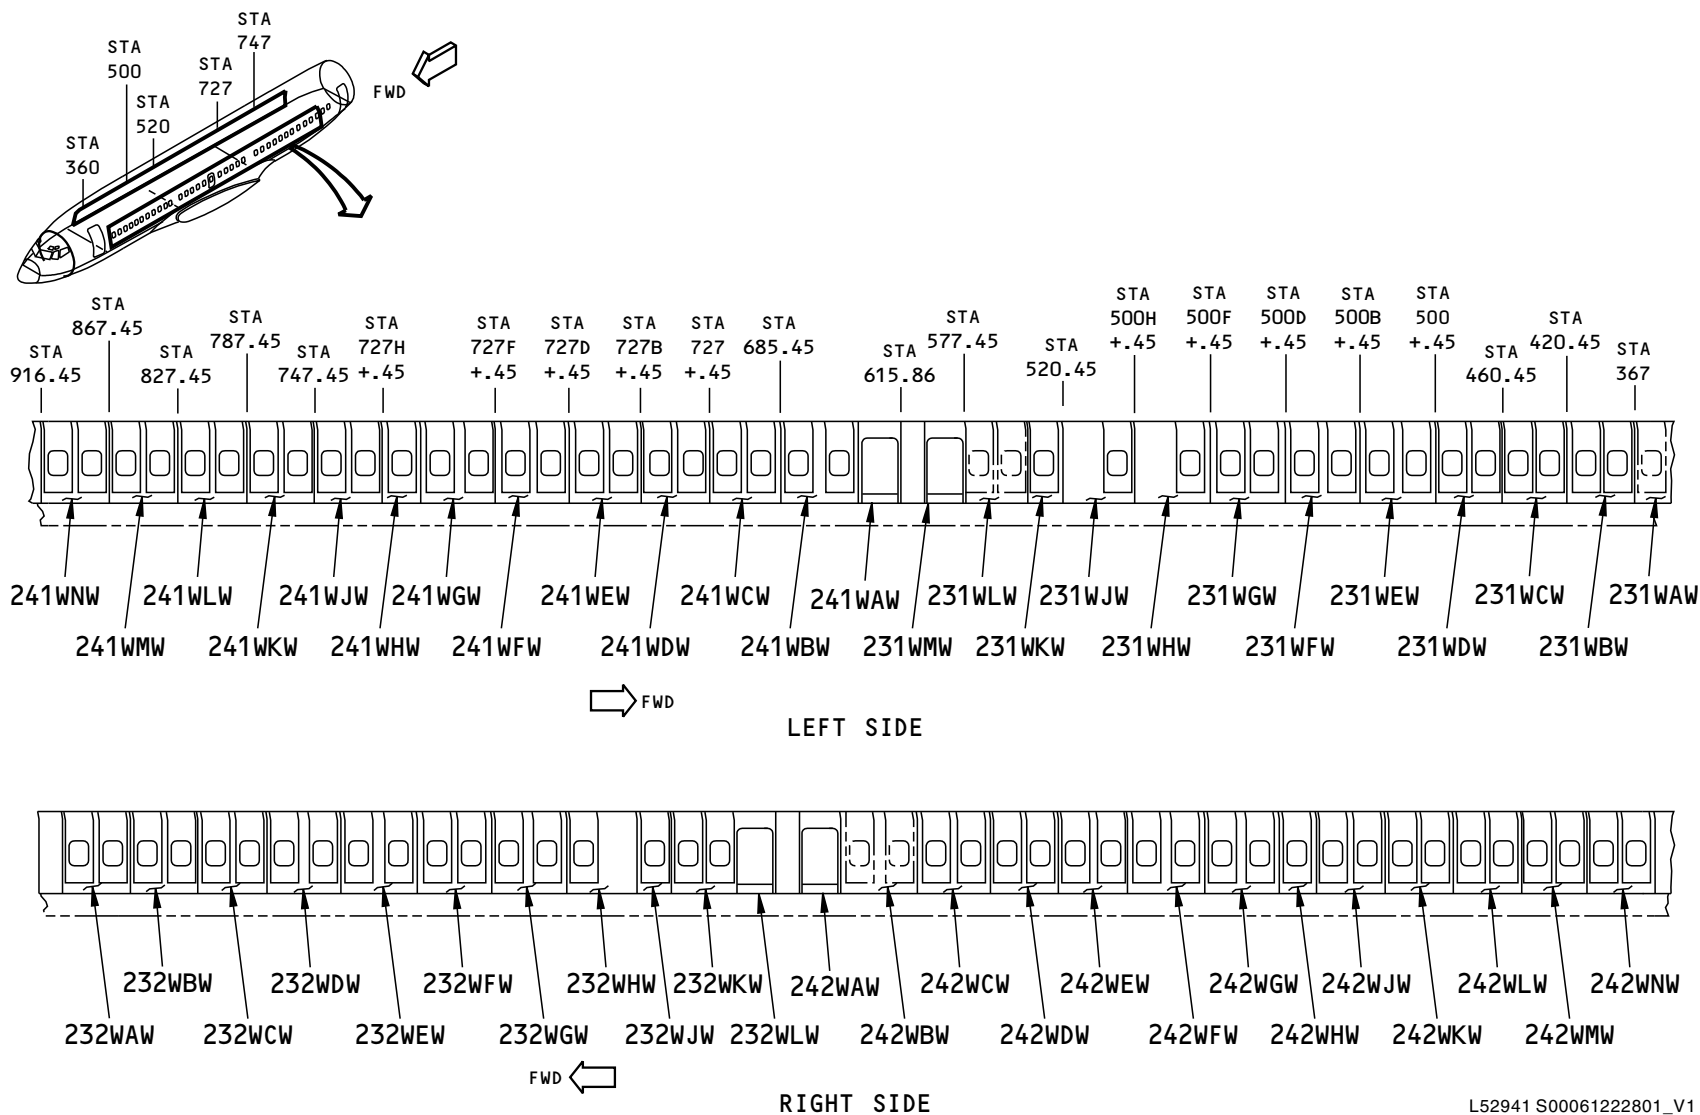 STA
747
STA
500
STA
727
FWD
STA
520
STA
360
STA
916.45
STA
867.45
STA
827.45
STA
787.45
STA
747.45
STA
727H
+.45
STA
727F
+.45
STA
727D
+.45
STA
727B
+.45
STA
727
+.45
STA
685.45
STA
615.86
STA
577.45
STA
520.45
STA
500H
+.45
STA
500F
+.45
STA
500D
+.45
STA
500B
+.45
STA
500
+.45
STA
460.45
STA
420.45
STA
367
241WNW 241WLW 241WJW 241WGW 241WEW 241WCW 241WAW 231WLW 231WJW 231WGW 231WEW 231WCW 231WAW
241WMW 241WKW 241WHW 241WFW 241WDW 241WBW 231WMW 231WKW 231WHW 231WFW 231WDW 231WBW
FWD
LEFT SIDE
232WBW 232WDW 232WFW 232WHW 232WKW 242WAW 242WCW 242WEW 242WGW 242WJW 242WLW 242WNW
232WAW 232WCW 232WEW 232WGW 232WJW 232WLW 242WBW 242WDW 242WFW 242WHW 242WKW 242WMW
FWD
RIGHT SIDE
L52941 S00061222801_V1